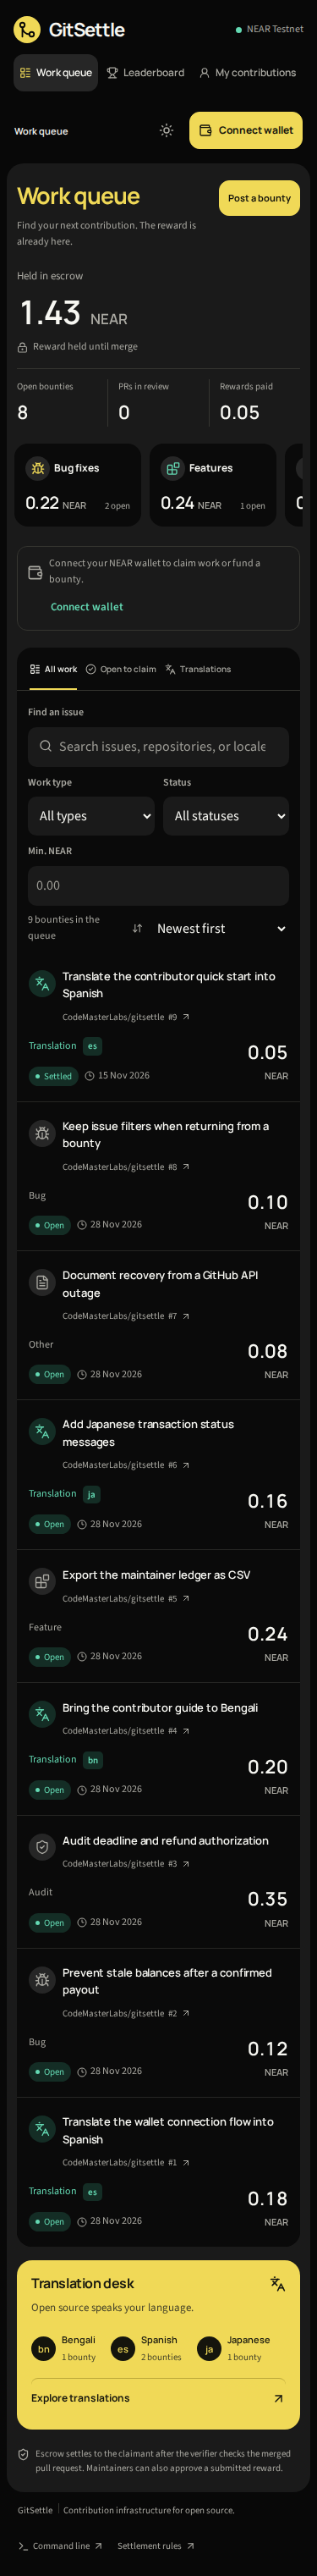 GitSettle
NEAR Testnet
Work queue
Leaderboard
My contributions
Work queue
Connect wallet
Work queue
Post a bounty
Find your next contribution. The reward is
already here.
Held in escrow
1.43 NEAR
Reward held until merge
Open bounties
8
PRs in review
0
Rewards paid
0.05
Bug fixes
0.22 NEAR
2 open
Features
0.24 NEAR
1 open
Connect your NEAR wallet to claim work or fund a
bounty.
Connect wallet
All work
Open to claim
Translations
Find an issue
Search issues, repositories, or locale
Work type
Status
All types
All statuses
Min. NEAR
0.00
9 bounties in the
queue
Newest first
Translate the contributor quick start into
Spanish
CodeMasterLabs/gitsettle #9
Translation es
Settled 15 Nov 2026
0.05
NEAR
Keep issue filters when returning from a
bounty
CodeMasterLabs/gitsettle #8
Bug
Open 28 Nov 2026
0.10
NEAR
Document recovery from a GitHub API
outage
CodeMasterLabs/gitsettle #7
Other
Open 28 Nov 2026
0.08
NEAR
Add Japanese transaction status
messages
CodeMasterLabs/gitsettle #6
Translation ja
Open 28 Nov 2026
0.16
NEAR
Export the maintainer ledger as CSV
CodeMasterLabs/gitsettle #5
Feature
Open 28 Nov 2026
0.24
NEAR
Bring the contributor guide to Bengali
CodeMasterLabs/gitsettle #4
Translation bn
Open 28 Nov 2026
0.20
NEAR
Audit deadline and refund authorization
CodeMasterLabs/gitsettle #3
Audit
Open 28 Nov 2026
0.35
NEAR
Prevent stale balances after a confirmed
payout
CodeMasterLabs/gitsettle #2
Bug
Open 28 Nov 2026
0.12
NEAR
Translate the wallet connection flow into
Spanish
CodeMasterLabs/gitsettle #1
Translation es
Open 28 Nov 2026
0.18
NEAR
Translation desk
Open source speaks your language.
bn
Bengali
1 bounty
es
Spanish
2 bounties
ja
Japanese
1 bounty
Explore translations
Escrow settles to the claimant after the verifier checks the merged
pull request. Maintainers can also approve a submitted reward.
GitSettle
Contribution infrastructure for open source.
Command line
Settlement rules